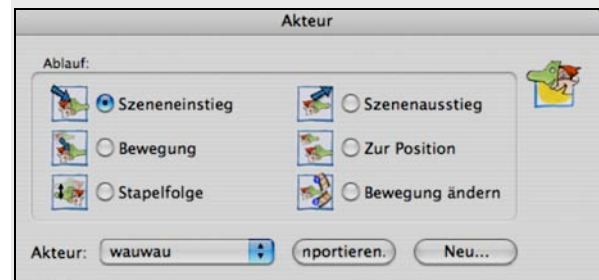 Akteur
Ablauf:
Szeneneinstieg
Szenenausstieg
Bewegung
Zur Position
Stapelfolge
Bewegung ändern
Akteur: wauwau nportieren. Neu...